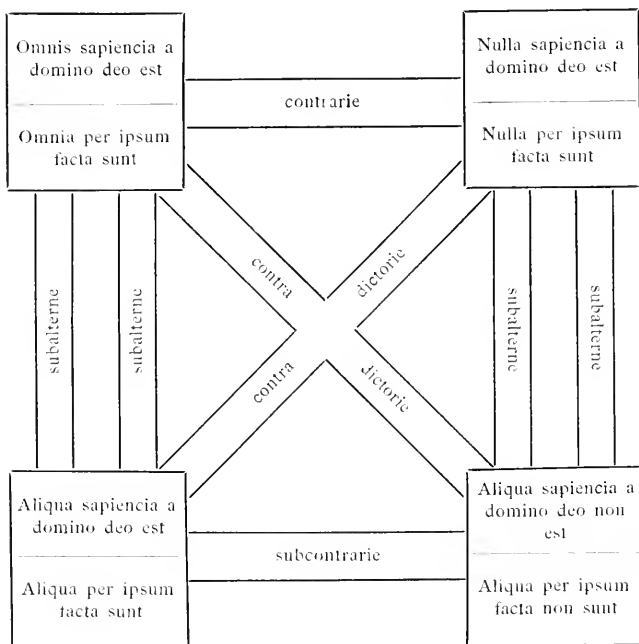 Omnis sapiencia a
domino deo est
Omnia per ipsum
facta sunt
contrarie
Nulla sapiencia a
domino deo est
Nulla per ipsum
facta sunt
subalterne
subalterne
contra
dictorie
contra
dictorie
subalterne
subalterne
Aliqua sapiencia a
domino deo est
Aliqua per ipsum
facta sunt
subcontrarie
Aliqua sapiencia a
domino deo non
est
Aliqua per ipsum
facta non sunt